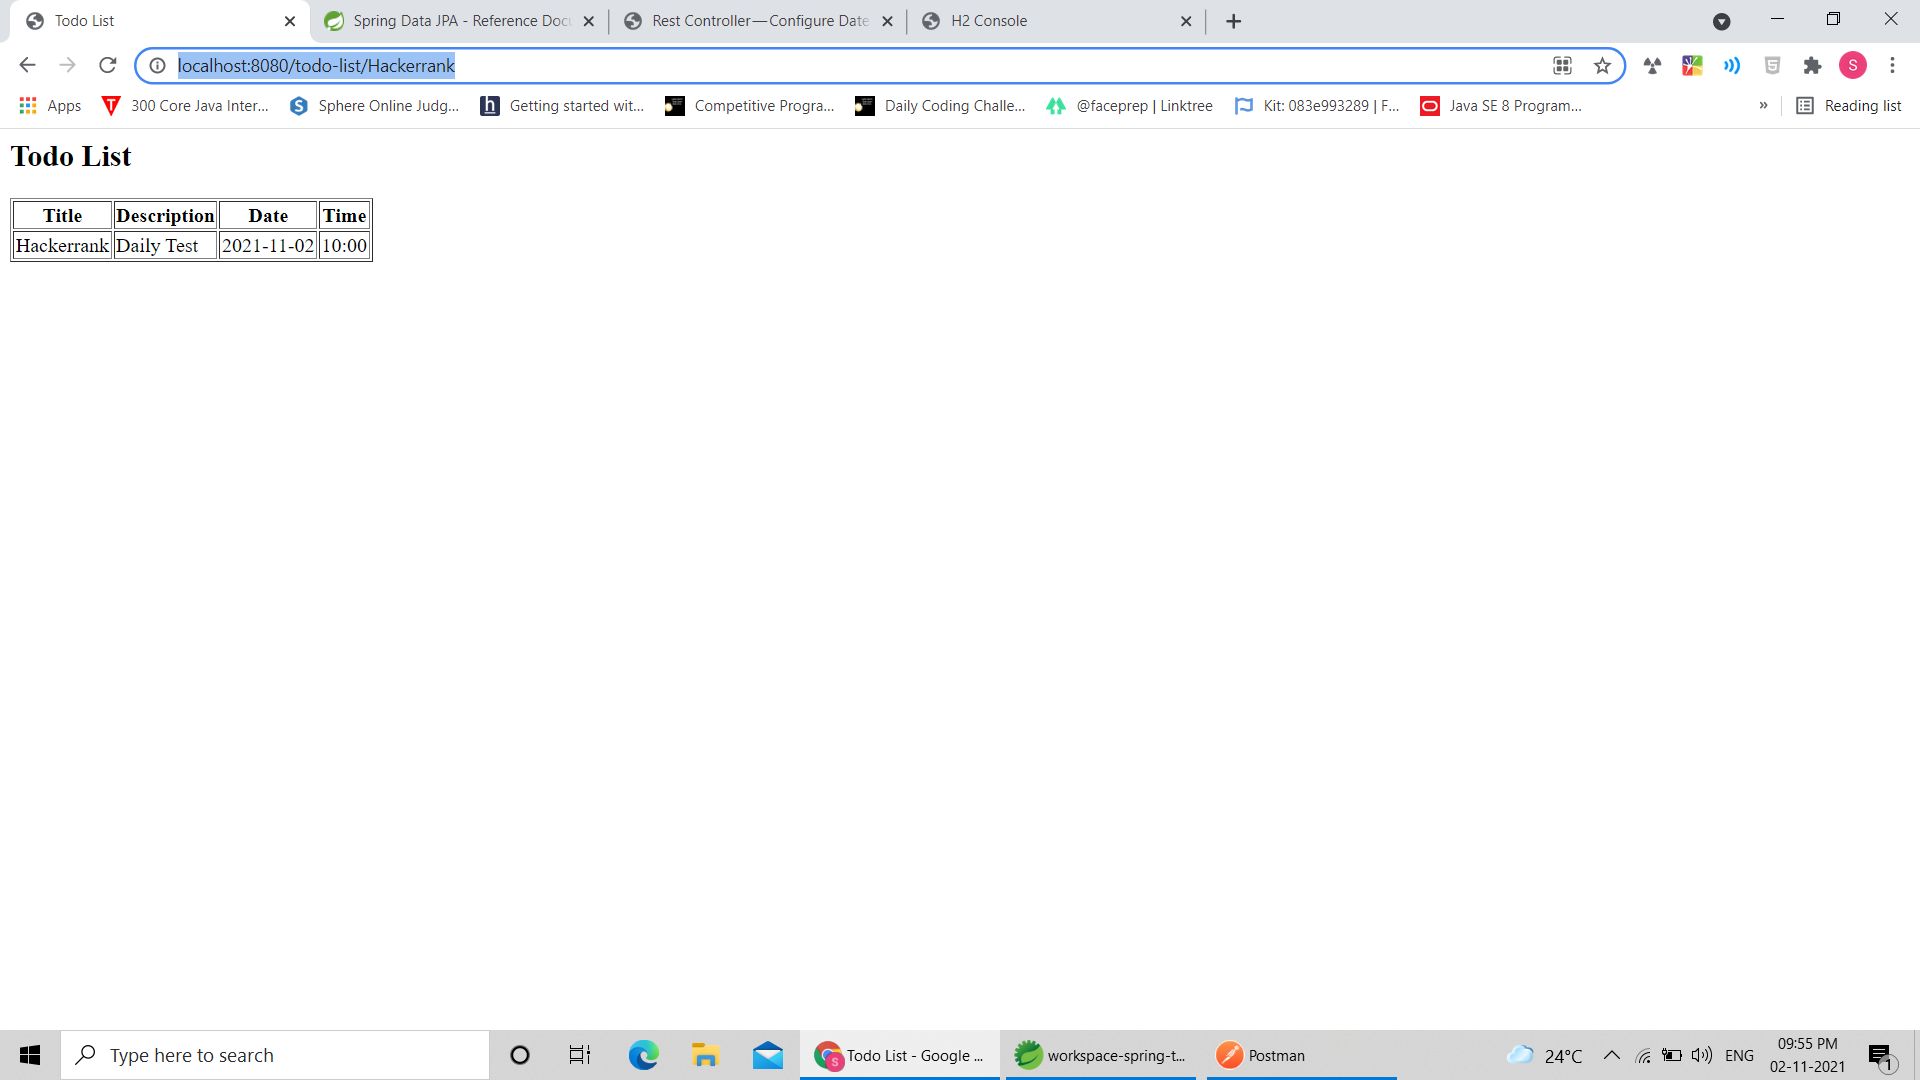 Todo List
Spring Data JPA - Reference Doc
Rest Controller — Configure Date
H2 Console
localhost:8080/todo-list/Hackerrank
S
Apps
300 Core Java Inter...
Sphere Online Judg...
Getting started wit...
Competitive Progra...
Daily Coding Challe...
@faceprep | Linktree
Kit: 083e993289 | F...
Java SE 8 Program...
»
Reading list
Todo List
Title Description Date Time
Hackerrank Daily Test 2021-11-02 10:00
Type here to search
Todo List - Google ...
workspace-spring-t...
Postman
24°C
ENG
09:55 PM
02-11-2021
1